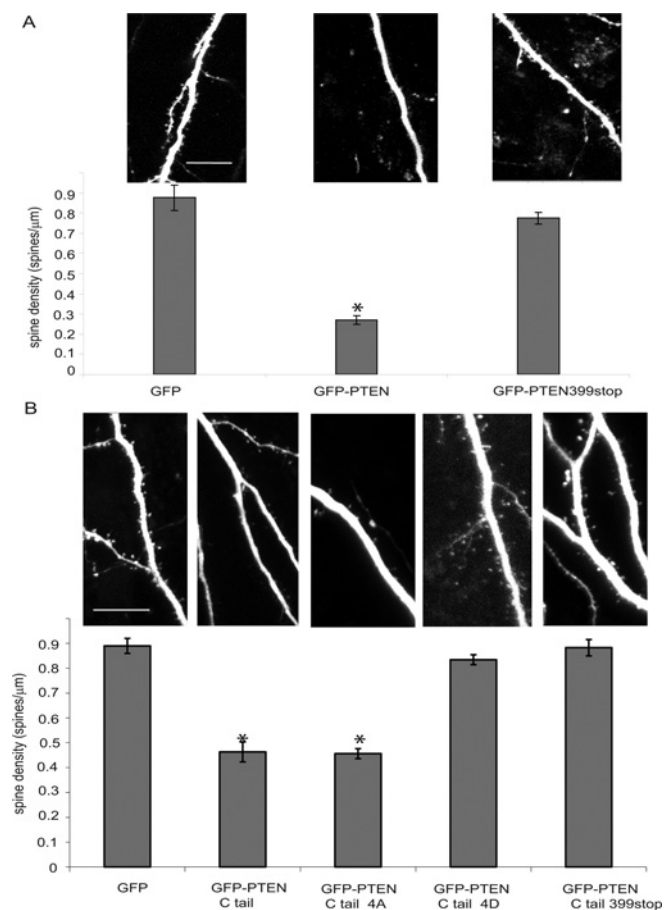 A
spine density (spines/μm)
0.9
0.8
0.7
0.6
0.5
0.4
0.3
0.2
0.1
0
*
GFP
GFP-PTEN
GFP-PTEN399stop
B
spine density (spines/μm)
1
0.9
0.8
0.7
0.6
0.5
0.4
0.3
0.2
0.1
0
*
*
GFP
GFP-PTEN
C tail
GFP-PTEN
C tail 4A
GFP-PTEN
C tail 4D
GFP-PTEN
C tail 399stop